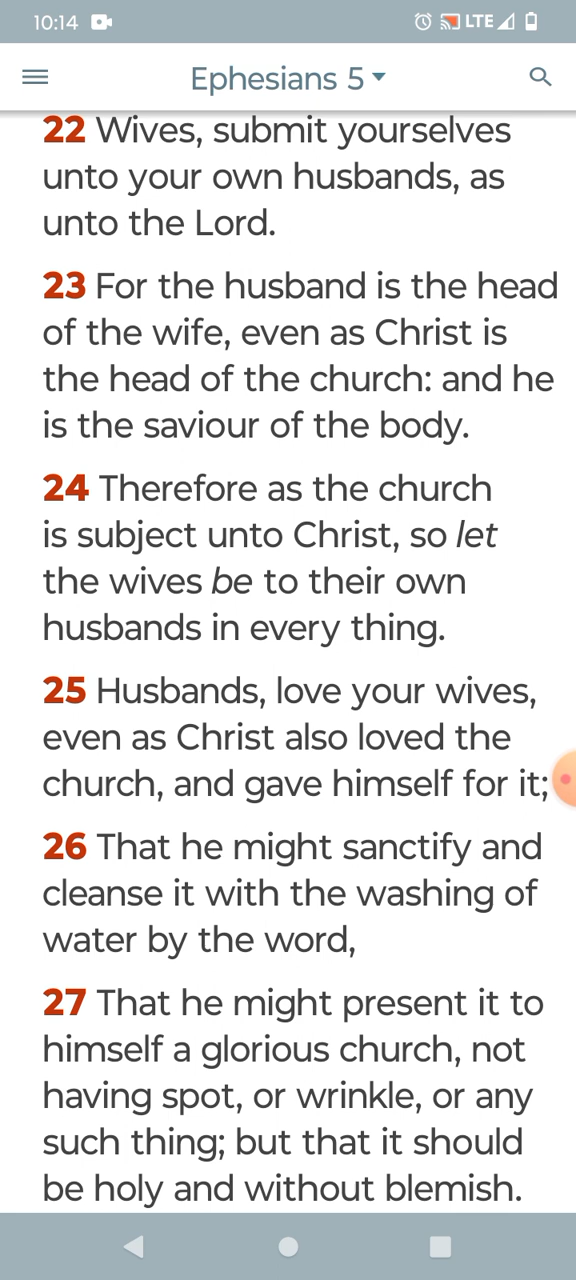 10:14 LTE
Ephesians 5
22 Wives, submit yourselves
unto your own husbands, as
unto the Lord.
23 For the husband is the head
of the wife, even as Christ is
the head of the church: and he
is the saviour of the body.
24 Therefore as the church
is subject unto Christ, so let
the wives be to their own
husbands in every thing.
25 Husbands, love your wives,
even as Christ also loved the
church, and gave himself for it;
26 That he might sanctify and
cleanse it with the washing of
water by the word,
27 That he might present it to
himself a glorious church, not
having spot, or wrinkle, or any
such thing; but that it should
be holy and without blemish.